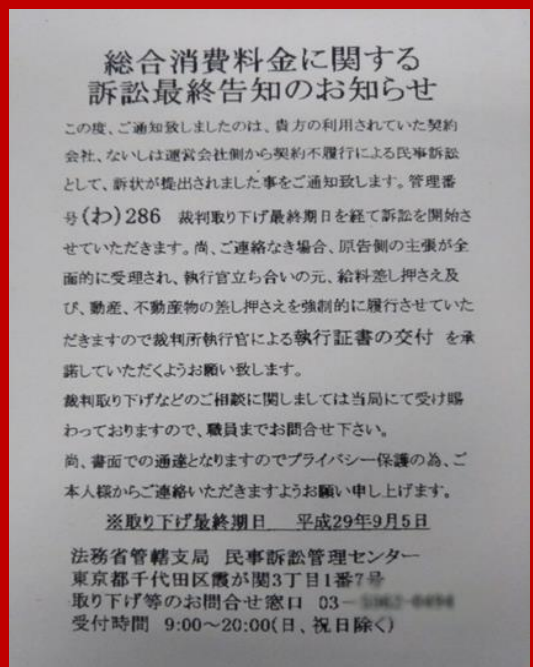 総合消費料金に関する
訴訟最終告知のお知らせ
この度、ご通知致しましたのは、貴方の利用されていた契約
会社、ないしは運営会社側から契約不履行による民事訴訟
として、訴状が提出されました事をご通知致します。管理番
号(わ)286 裁判取り下げ最終期日を経て訴訟を開始さ
せていただきます。尚、ご連絡なき場合、原告側の主張が全
面的に受理され、執行官立ち合いの元、給料差し押さえ及
び、動産、不動産物の差し押さえを強制的に履行させていた
だきますので裁判所執行官による執行証書の交付 を承
諾していただくようお願い致します。
裁判取り下げなどのご相談に関しましては当局にて受け賜
わっておりますので、職員までお問合せ下さい。
尚、書面での通達となりますのでプライバシー保護の為、ご
本人様からご連絡いただきますようお願い申し上げます。
※取り下げ最終期日 平成29年9月5日
法務省管轄支局 民事訴訟管理センター
東京都千代田区霞が関3丁目1番7号
取り下げ等のお問合せ窓口 03-
受付時間 9:00~20:00(日、祝日除く)